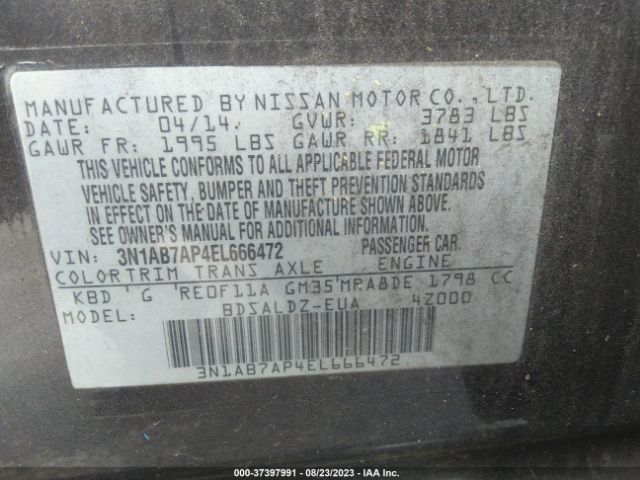 MANUFACTURED BY NISSAN MOTOR CO., LTD.
DATE: 04/14. GVWR: 3783 LBS
GAWR FR: 1995 LBS GAWR RR: 1841 LBS
THIS VEHICLE CONFORMS TO ALL APPLICABLE FEDERAL MOTOR
VEHICLE SAFETY, BUMPER AND THEFT PREVENTION STANDARDS
IN EFFECT ON THE DATE OF MANUFACTURE SHOWN ABOVE.
SEE OWNER'S MANUAL FOR ADDITIONAL INFORMATION.
VIN: 3N1AB7AP4EL666472 PASSENGER CAR.
COLOR TRIM TRANS AXLE ENGINE
KBD ' G 'RE0F11A GM35'MRA8DE 1798 CC
BDSALDZ-EUA 4Z000
3N1AB7AP4EL666472
000-37397991 - 08/23/2023 - IAA Inc.